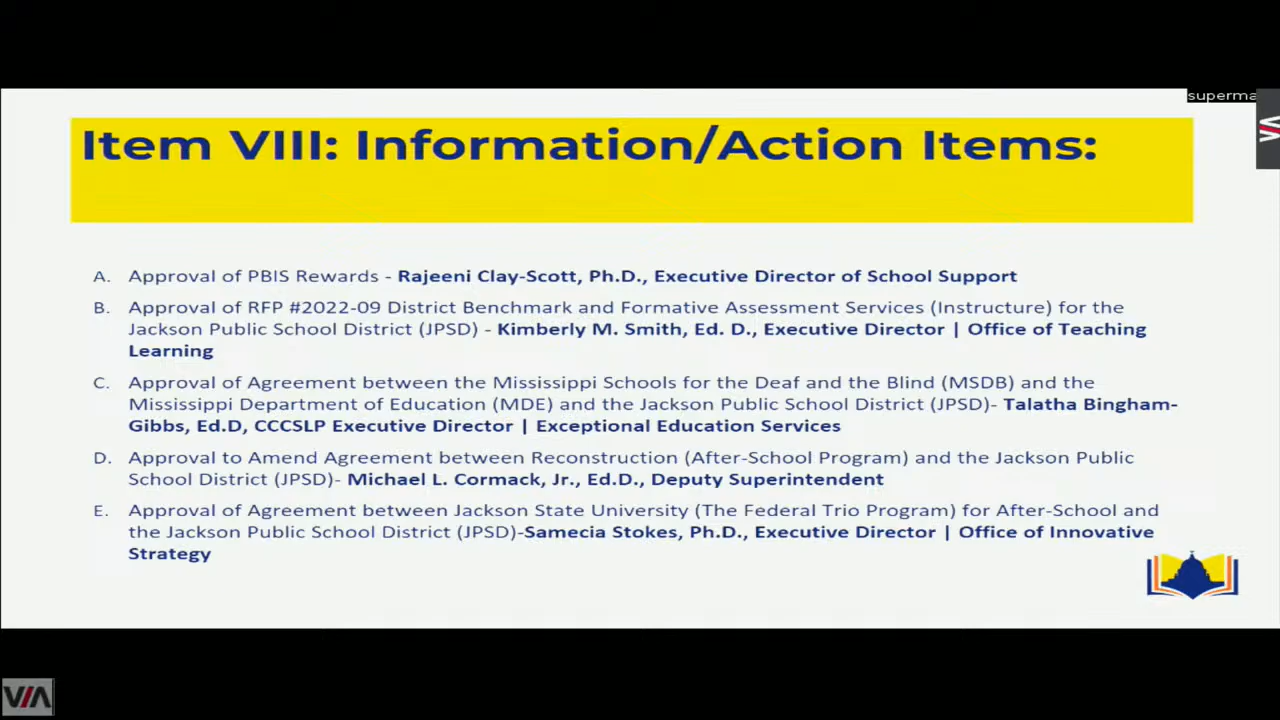 superma
Item VIII: Information/Action Items:
A. Approval of PBIS Rewards - Rajeeni Clay-Scott, Ph.D., Executive Director of School Support
B. Approval of RFP #2022-09 District Benchmark and Formative Assessment Services (Instructure) for the
Jackson Public School District (JPSD) - Kimberly M. Smith, Ed. D., Executive Director | Office of Teaching
Learning
C. Approval of Agreement between the Mississippi Schools for the Deaf and the Blind (MSDB) and the
Mississippi Department of Education (MDE) and the Jackson Public School District (JPSD)- Talatha Bingham-
Gibbs, Ed.D, CCCSLP Executive Director | Exceptional Education Services
D. Approval to Amend Agreement between Reconstruction (After-School Program) and the Jackson Public
School District (JPSD)- Michael L. Cormack, Jr., Ed.D., Deputy Superintendent
E. Approval of Agreement between Jackson State University (The Federal Trio Program) for After-School and
the Jackson Public School District (JPSD)-Samecia Stokes, Ph.D., Executive Director | Office of Innovative
Strategy
VIA